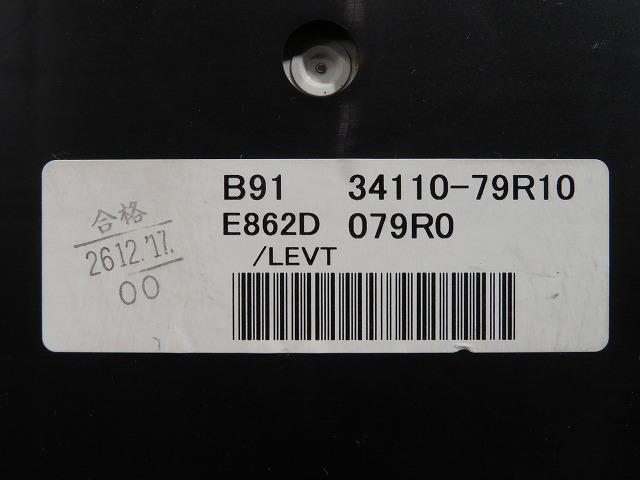 B91 34110-79R10
E862D 079R0
/LEVT
合格
2612.'17.
00